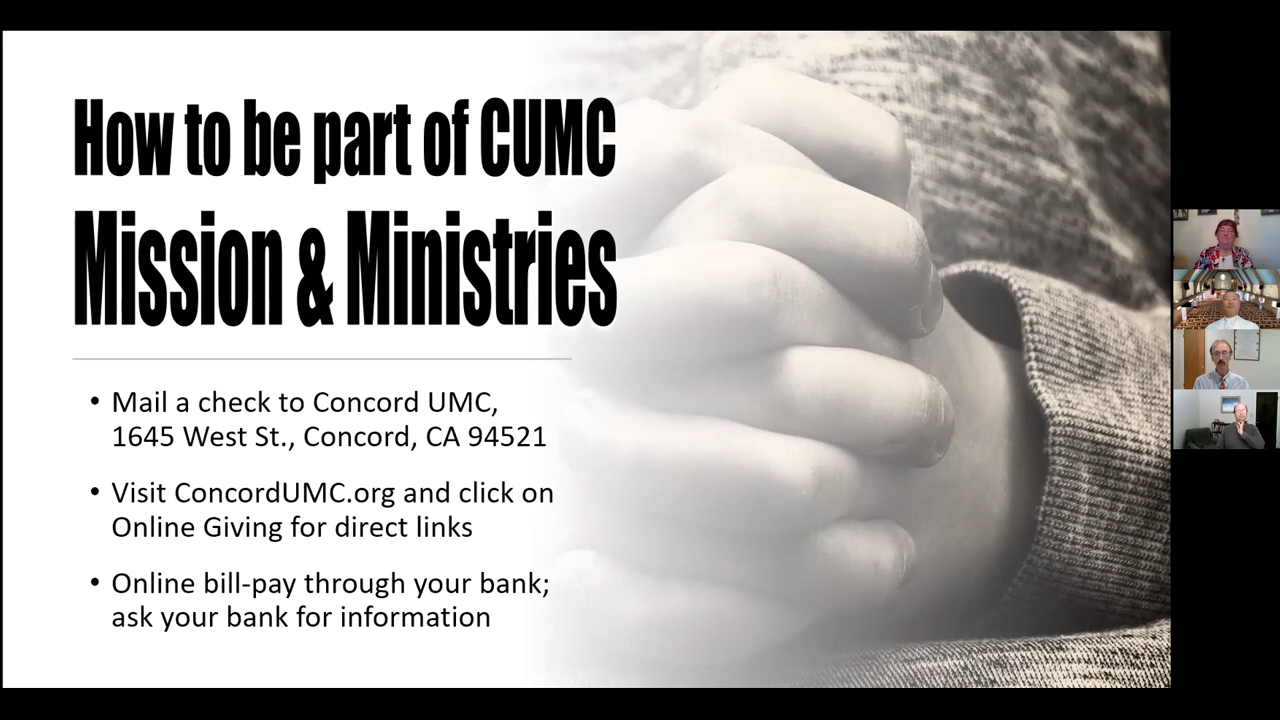 How to be part of CUMC
Mission & Ministries
• Mail a check to Concord UMC,
1645 West St., Concord, CA 94521
• Visit ConcordUMC.org and click on
Online Giving for direct links
• Online bill-pay through your bank;
ask your bank for information